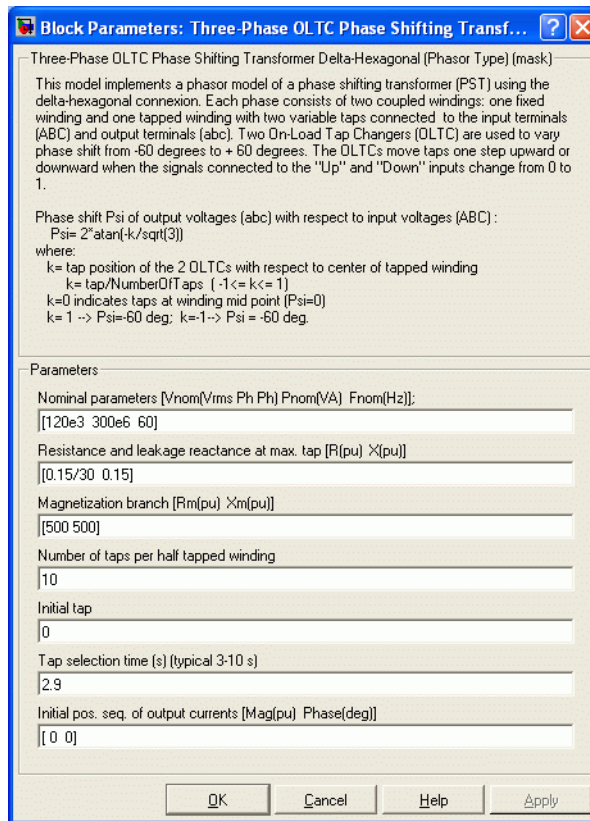 Block Parameters: Three-Phase OLTC Phase Shifting Transf...
Three-Phase OLTC Phase Shifting Transformer Delta-Hexagonal (Phasor Type) (mask)
This model implements a phasor model of a phase shifting transformer (PST) using the
delta-hexagonal connexion. Each phase consists of two coupled windings: one fixed
winding and one tapped winding with two variable taps connected to the input terminals
(ABC) and output terminals (abc). Two On-Load Tap Changers (OLTC) are used to vary
phase shift from -60 degrees to + 60 degrees. The OLTCs move taps one step upward or
downward when the signals connected to the "Up" and "Down" inputs change from 0 to
1.
Phase shift Psi of output voltages (abc) with respect to input voltages (ABC) :
Psi= 2*atan(-k/sqrt(3))
where:
k= tap position of the 2 OLTCs with respect to center of tapped winding
k= tap/NumberOfTaps ( -1<= k<= 1)
k=0 indicates taps at winding mid point (Psi=0)
k= 1 --> Psi=-60 deg; k=-1--> Psi = -60 deg.
Parameters
Nominal parameters [Vnom(Vrms Ph Ph) Pnom(VA) Fnom(Hz)];
[120e3 300e6 60]
Resistance and leakage reactance at max. tap [R(pu) X(pu)]
[0.15/30 0.15]
Magnetization branch [Rm(pu) Xm(pu)]
[500 500]
Number of taps per half tapped winding
10
Initial tap
0
Tap selection time (s) (typical 3-10 s)
2.9
Initial pos. seq. of output currents [Mag(pu) Phase(deg)]
[ 0 0]
OK Cancel Help Apply